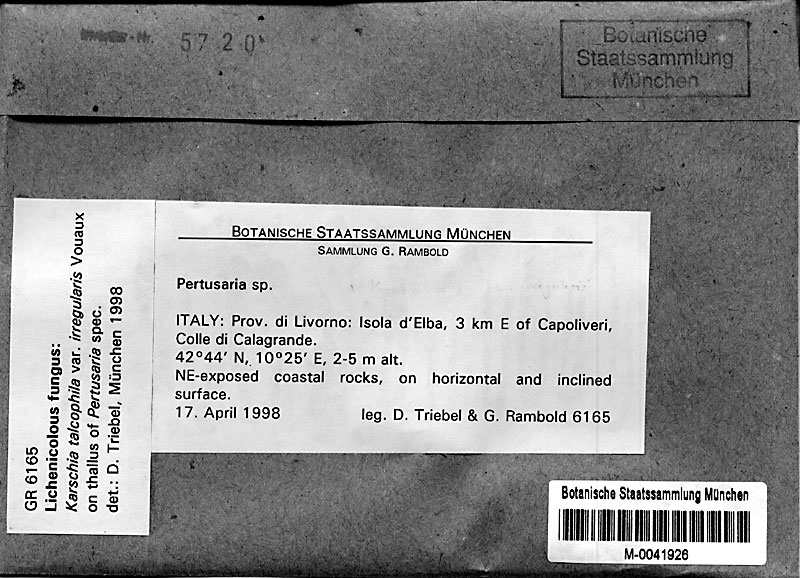 5720
Botanische
Staatssammlung
München
BOTANISCHE STAATSSAMMLUNG MÜNCHEN
SAMMLUNG G. RAMBOLD
Pertusaria sp.
ITALY: Prov. di Livorno: Isola d'Elba, 3 km E of Capoliveri,
Colle di Calagrande.
42°44' N, 10°25' E, 2-5 m alt.
NE-exposed coastal rocks, on horizontal and inclined
surface.
17. April 1998 leg. D. Triebel & G. Rambold 6165
GR 6165
Lichenicolous fungus:
Karschia talcophila var. irregularis Vouaux
on thallus of Pertusaria spec.
det.: D. Triebel, München 1998
Botanische Staatssammlung München
M-0041926